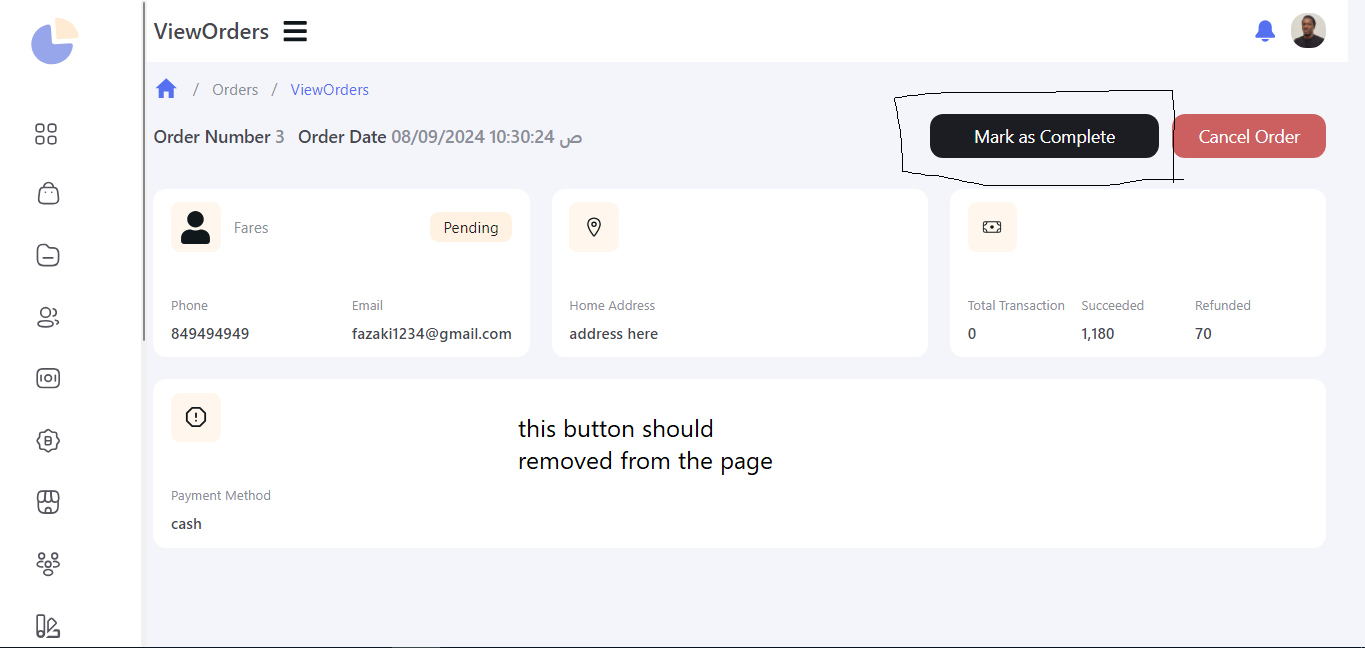 ViewOrders
/ Orders / ViewOrders
Order Number 3 Order Date 08/09/2024 10:30:24 ص
Mark as Complete
Cancel Order
Fares
Pending
Phone
Email
849494949
fazaki1234@gmail.com
Home Address
address here
Total Transaction Succeeded Refunded
0 1,180 70
this button should
removed from the page
Payment Method
cash